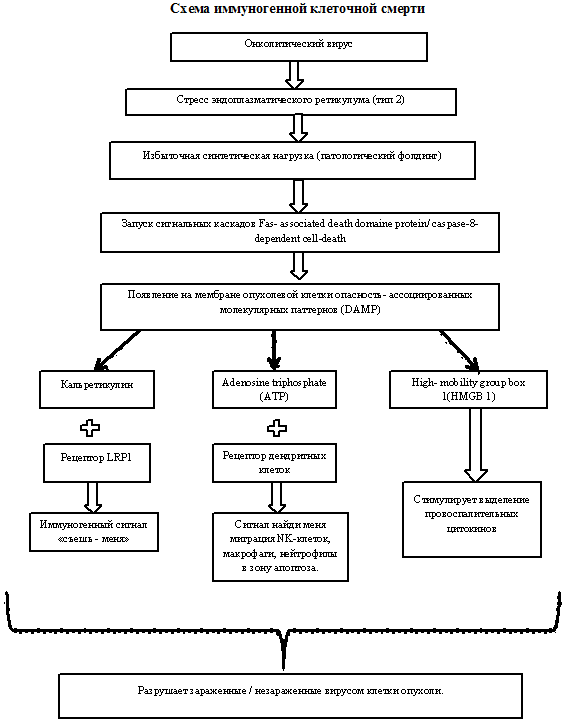 Схема иммуногенной клеточной смерти
Онколитический вирус
Стресс эндоплазматического ретикулума (тип 2)
Избыточная синтетическая нагрузка (патологический фолдинг)
Запуск сигнальных каскадов Fas- associated death domaine protein/ caspase-8-
dependent cell-death
Появление на мембране опухолевой клетки опасность- ассоциированных
молекулярных паттернов (DAMP)
Кальретикулин
Adenosine triphosphate
(ATP)
High- mobility group box
1(HMGB 1)
Рецептор LRP1
Рецептор дендритных
клеток
Иммуногенный сигнал
«съешь - меня»
Сигнал найди меня
миграция NK-клеток,
макрофаги, нейтрофилы
в зону апоптоза.
Стимулирует выделение
провоспалительных
цитокинов
Разрушает зараженные / незараженные вирусом клетки опухоли.